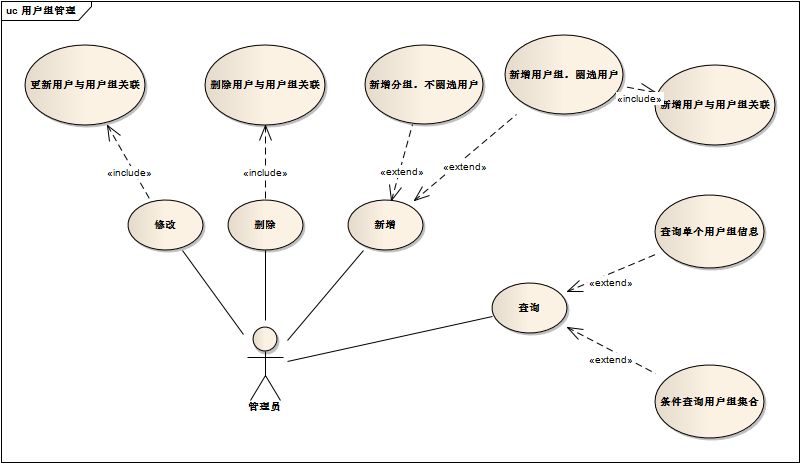 uc 用户组管理
更新用户与用户组关联
删除用户与用户组关联
新增分组，不圈选用户
新增用户组，圈选用户
新增用户与用户组关联
«include»
«include»
«include»
«extend»
«extend»
修改
删除
新增
查询单个用户组信息
«extend»
查询
«extend»
条件查询用户组集合
管理员